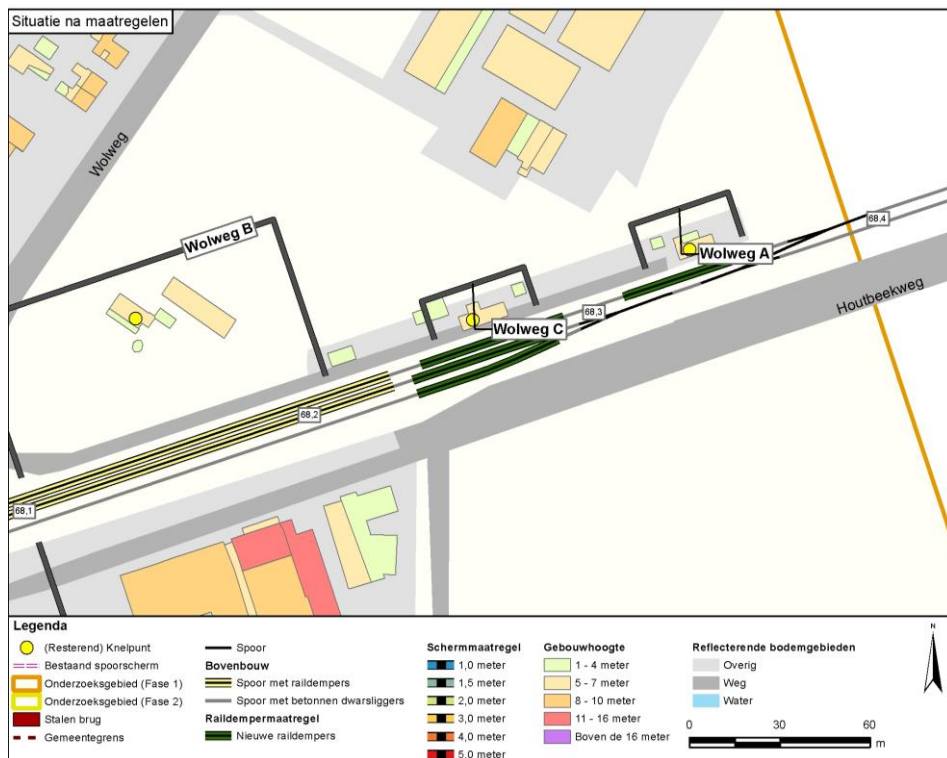 Situatie na maatregelen
Wolweg
Wolweg B
Wolweg A
68,4
Houtbeekweg
68,3
Wolweg C
68,2
68,1
Legenda
(Resterend) Knelpunt
Bestaand spoorscherm
Onderzoeksgebied (Fase 1)
Onderzoeksgebied (Fase 2)
Stalen brug
Gemeentegrens
Spoor
Bovenbouw
Spoor met raildempers
Spoor met betonnen dwarsliggers
Raildempermaatregel
Nieuwe raildempers
Schermmaatregel
1,0 meter
1,5 meter
2,0 meter
3,0 meter
4,0 meter
5,0 meter
Gebouwhoogte
1 - 4 meter
5 - 7 meter
8 - 10 meter
11 - 16 meter
Boven de 16 meter
Reflecterende bodemgebieden
Overig
Weg
Water
N
0 30 60
m